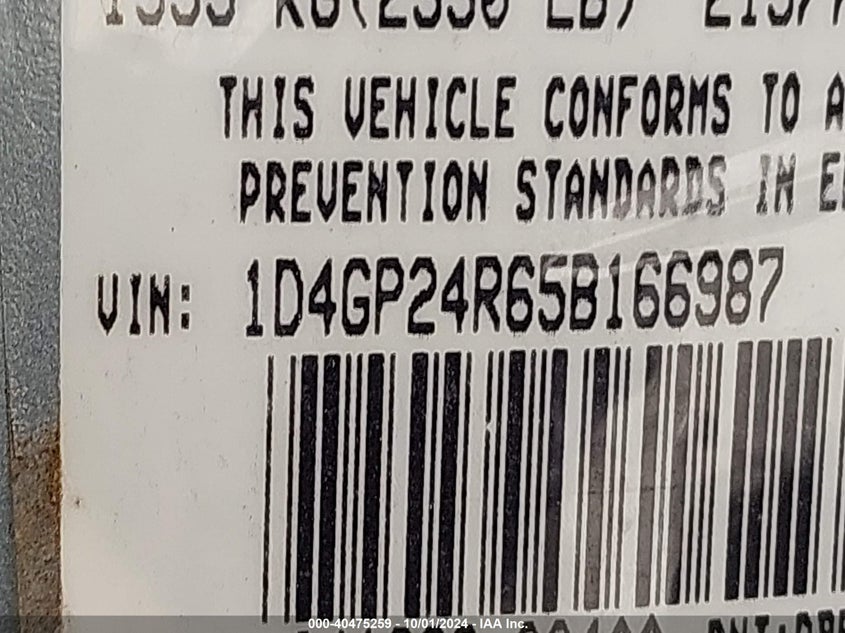 THIS VEHICLE CONFORMS TO A
PREVENTION STANDARDS IN
VIN: 1D4GP24R65B166987
000-40475259 - 10/01/2024 - IAA Inc.